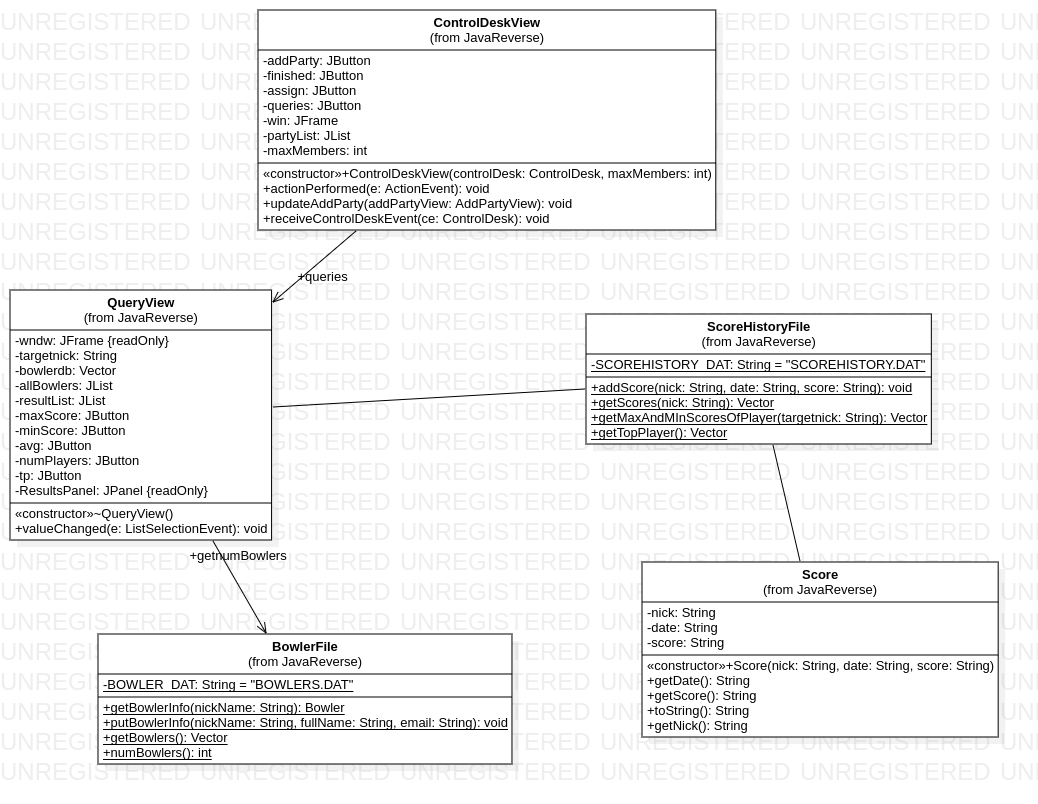 ControlDeskView
(from JavaReverse)
-addParty: JButton
-finished: JButton
-assign: JButton
-queries: JButton
-win: JFrame
-partyList: JList
-maxMembers: int
«constructor»+ControlDeskView(controlDesk: ControlDesk, maxMembers: int)
+actionPerformed(e: ActionEvent): void
+updateAddParty(addPartyView: AddPartyView): void
+receiveControlDeskEvent(ce: ControlDesk): void
+queries
QueryView
(from JavaReverse)
-wndw: JFrame {readOnly}
-targetnick: String
-bowlerdb: Vector
-allBowlers: JList
-resultList: JList
-maxScore: JButton
-minScore: JButton
-avg: JButton
-numPlayers: JButton
-tp: JButton
-ResultsPanel: JPanel {readOnly}
«constructor»~QueryView()
+valueChanged(e: ListSelectionEvent): void
ScoreHistoryFile
(from JavaReverse)
-SCOREHISTORY_DAT: String = "SCOREHISTORY.DAT"
+addScore(nick: String, date: String, score: String): void
+getScores(nick: String): Vector
+getMaxAndMInScoresOfPlayer(targetnick: String): Vector
+getTopPlayer(): Vector
+getnumBowlers
BowlerFile
(from JavaReverse)
-BOWLER_DAT: String = "BOWLERS.DAT"
+getBowlerInfo(nickName: String): Bowler
+putBowlerInfo(nickName: String, fullName: String, email: String): void
+getBowlers(): Vector
+numBowlers(): int
Score
(from JavaReverse)
-nick: String
-date: String
-score: String
«constructor»+Score(nick: String, date: String, score: String)
+getDate(): String
+getScore(): String
+toString(): String
+getNick(): String
UNREGISTERED